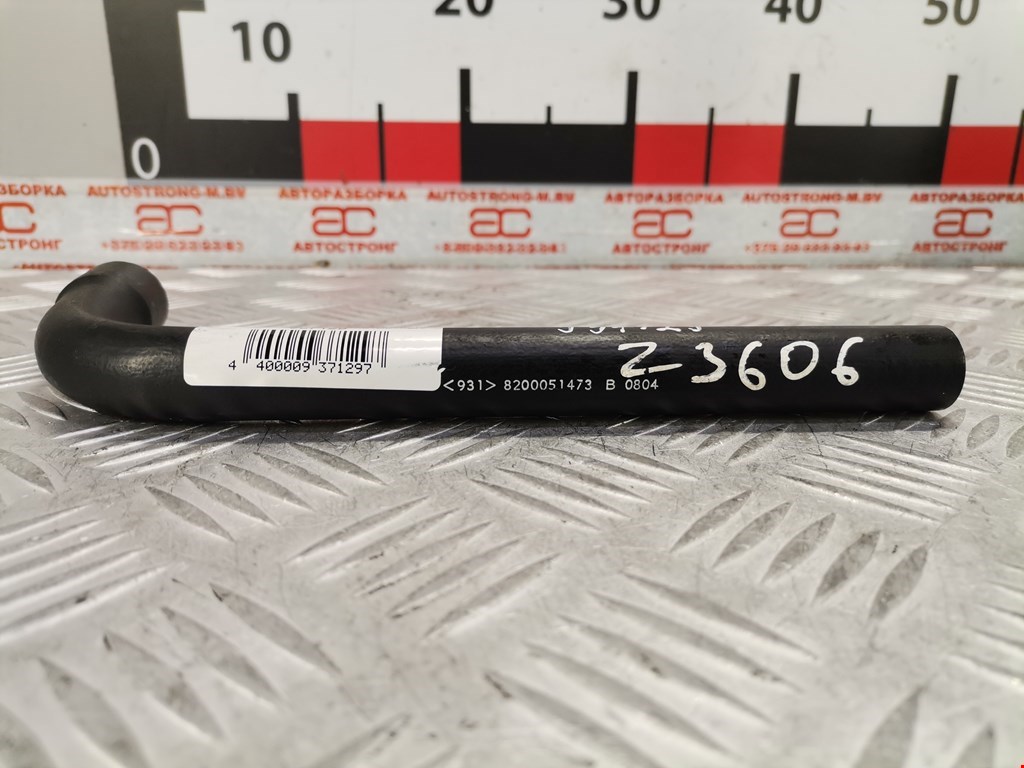 10 20 30 40 50
0
АВТОРАЗБОРКА AUTOSTRONG-M.BY АВТОРАЗБОРКА AUTOSTRONG-M.BY АВТОРАЗБОРКА AUTOSTRONG-M.BY АВТОРАЗБОРКА
ac ac ac ac ac ac ac
АВТОСТРОНГ АВТОСТРОНГ АВТОСТРОНГ АВТОСТРОНГ
Z-3606
4 400009 371297
<931> 8200051473 B 0804